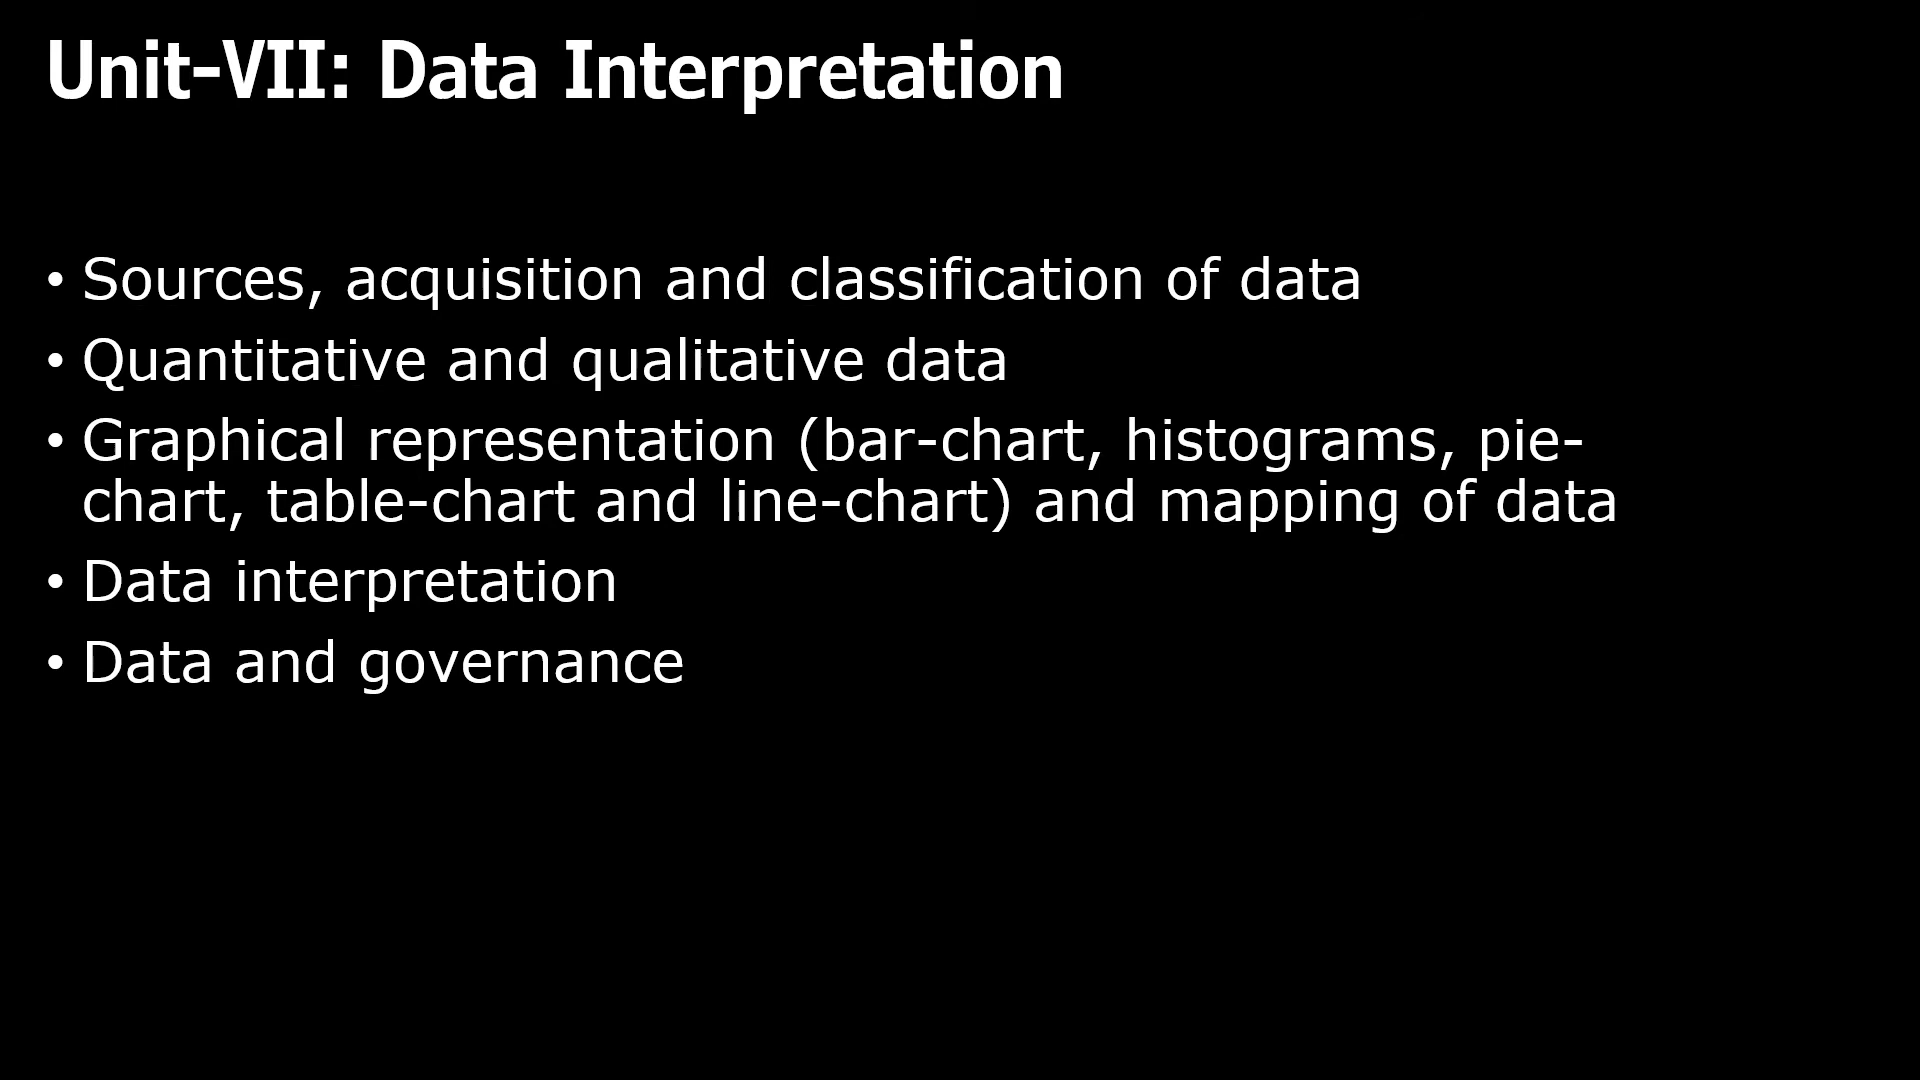 Unit-VII: Data Interpretation
• Sources, acquisition and classification of data
• Quantitative and qualitative data
• Graphical representation (bar-chart, histograms, pie-
chart, table-chart and line-chart) and mapping of data
• Data interpretation
• Data and governance